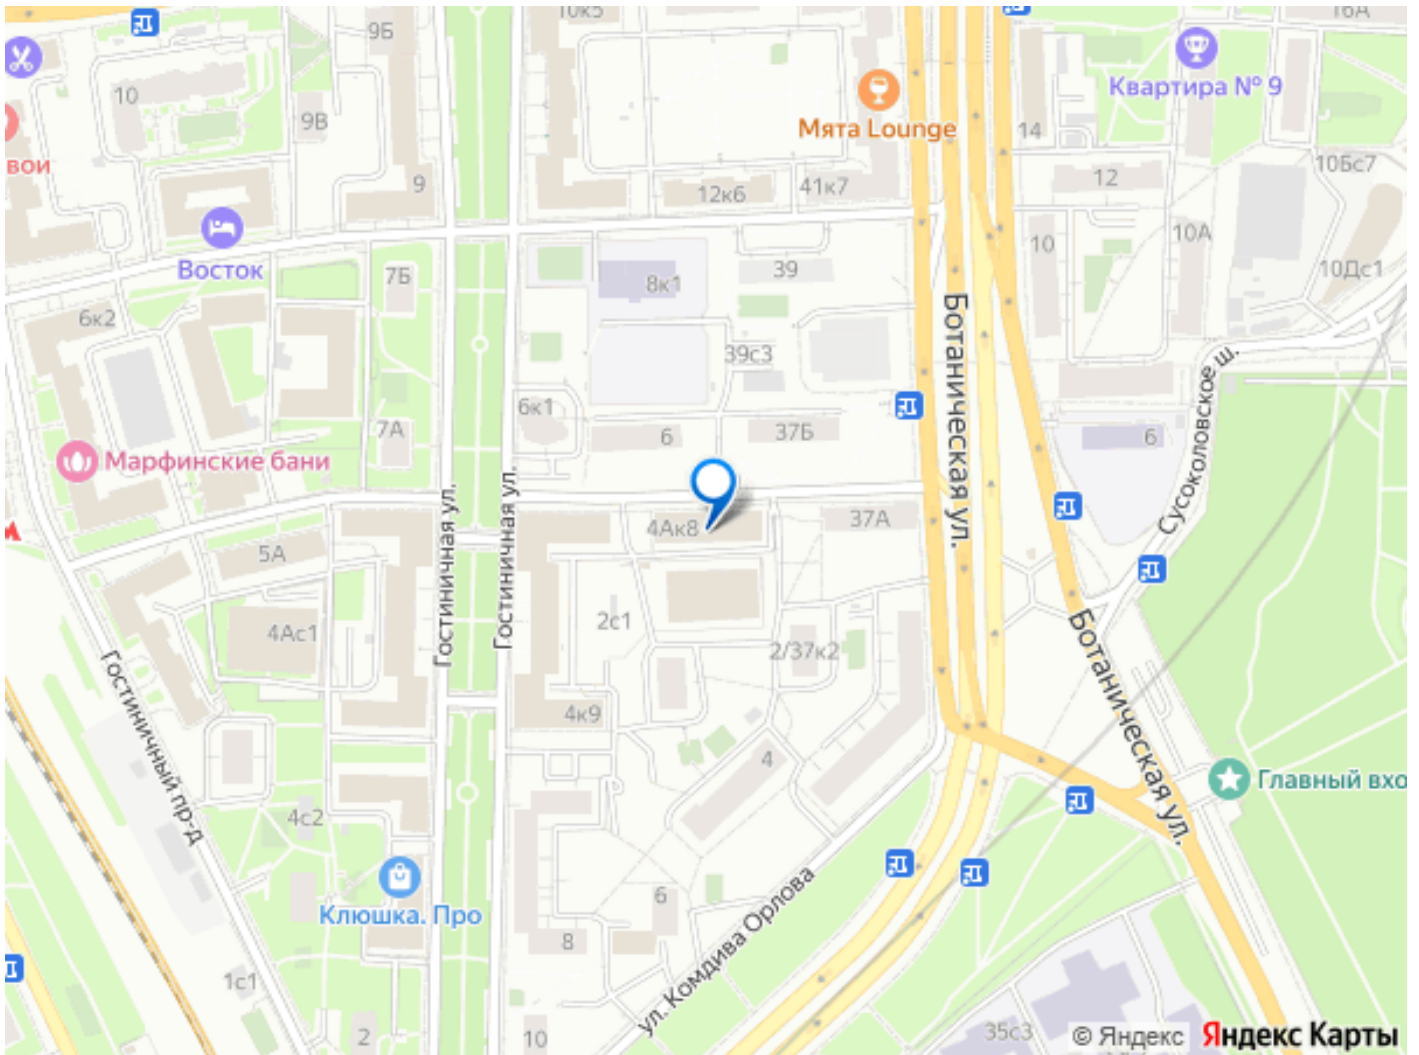 10к5
16А
9Б
Квартира № 9
10
9В
Мята Lounge
14
вои
10Бс7
9
12к6
41к7
12
Восток
7Б
8к1
39
10
10А
10Дс1
6к2
Ботаническая ул.
39с3
Сусоколовское ш.
6к1
7А
6
37Б
6
Марфинские бани
Гостиничная ул.
Гостиничная ул.
4Ак8
37А
5А
4Ас1
2с1
2/37к2
Ботаническая ул.
Гостиничный пр-д
4к9
4
Главный вхо
4с2
Клюшка. Про
6
ул. Комдива Орлова
8
1с1
2
10
35с3
© Яндекс
Яндекс Карты